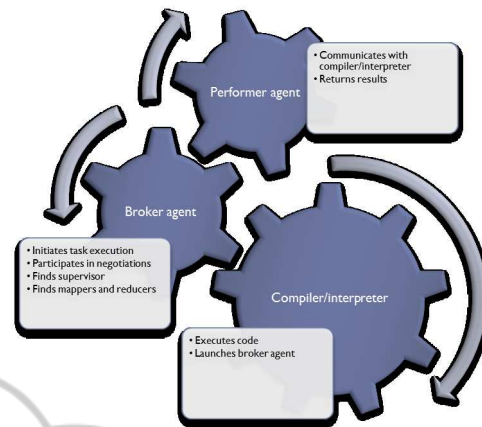 Performer agent
• Communicates with
compiler/interpreter
• Returns results
Broker agent
• Initiates task execution
• Participates in negotiations
• Finds supervisor
• Finds mappers and reducers
Compiler/interpreter
• Executes code
• Launches broker agent